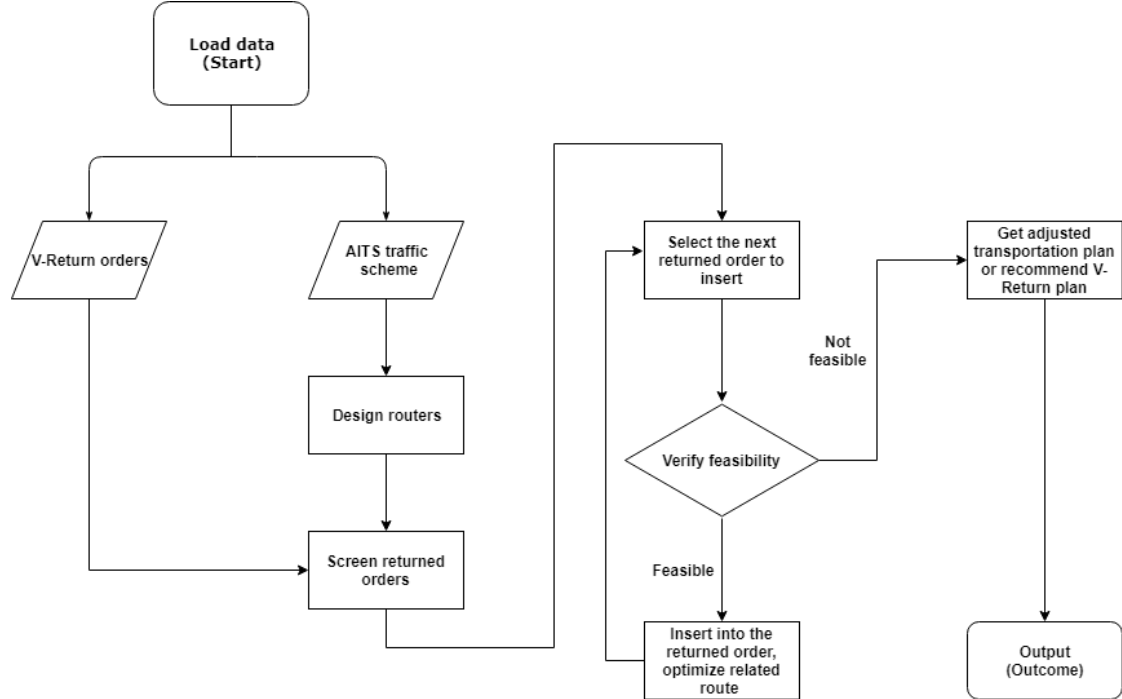 Load data
(Start)
V-Return orders
AITS traffic
scheme
Design routers
Screen returned
orders
Select the next
returned order to
insert
Verify feasibility
Feasible
Not
feasible
Insert into the
returned order,
optimize related
route
Get adjusted
transportation plan
or recommend V-
Return plan
Output
(Outcome)